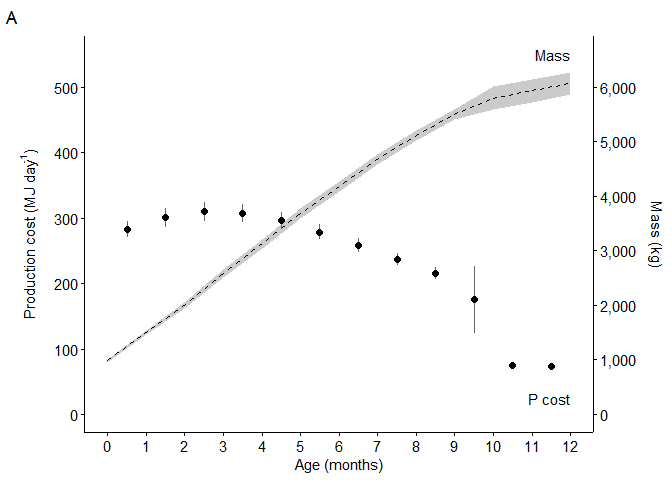 A
Mass
500
400
300
200
100
0
Production cost (MJ day⁻¹)
6,000
5,000
4,000
3,000
2,000
1,000
0
Mass (kg)
P cost
0 1 2 3 4 5 6 7 8 9 10 11 12
Age (months)